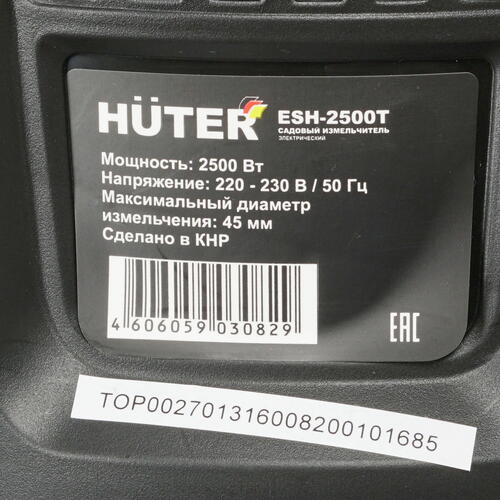 HÜTER
ESH-2500T
САДОВЫЙ ИЗМЕЛЬЧИТЕЛЬ
ЭЛЕКТРИЧЕСКИЙ
Мощность: 2500 Вт
Напряжение: 220 - 230 В / 50 Гц
Максимальный диаметр
измельчения: 45 мм
Сделано в КНР
4 606059 030829
EAC
TOP002701316008200101685